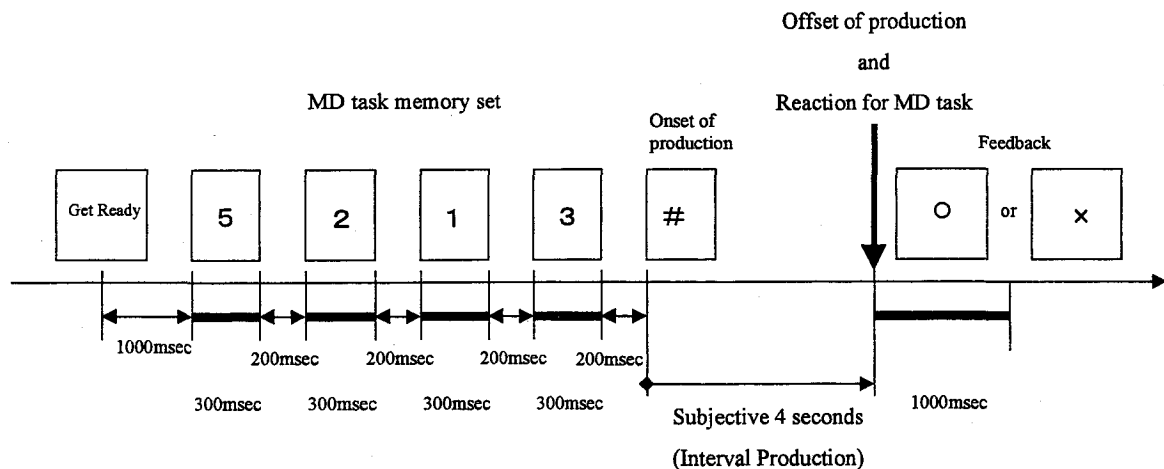 Offset of production
and
Reaction for MD task
MD task memory set
Onset of
production
Feedback
Get Ready
5
2
1
3
#
O
or
×
1000msec
200msec
200msec
200msec
200msec
300msec
300msec
300msec
300msec
1000msec
Subjective 4 seconds
(Interval Production)